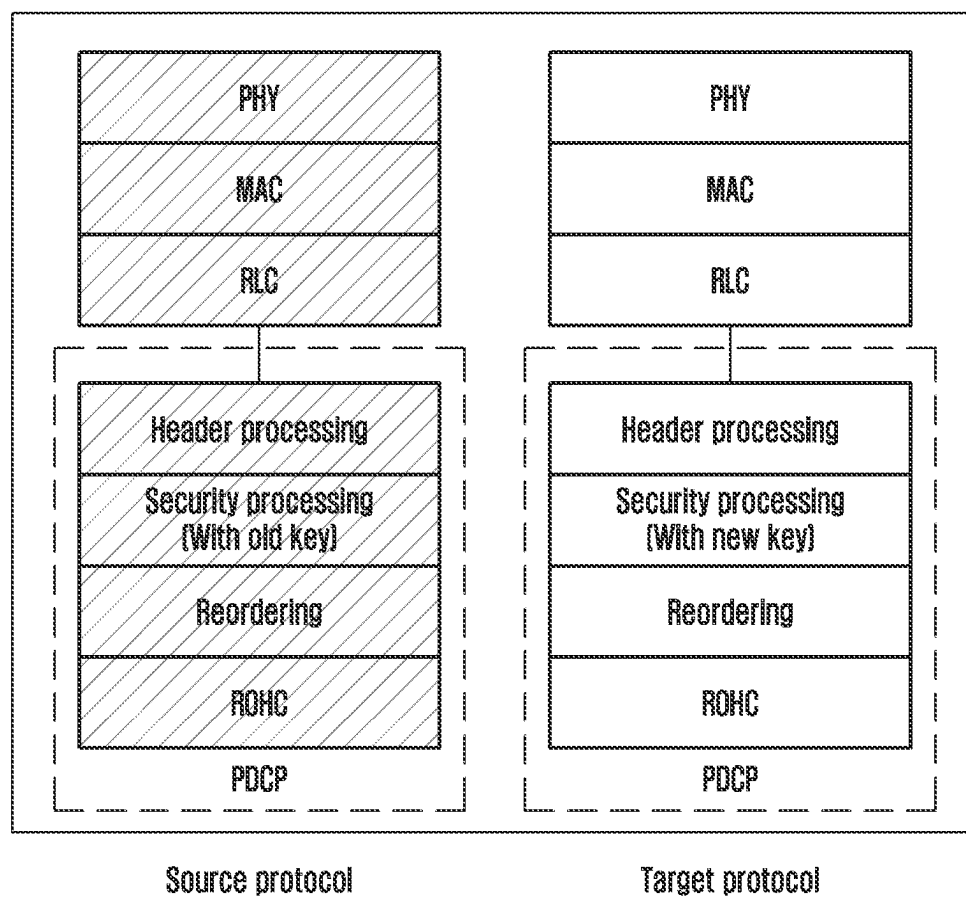 PHY
MAC
RLC
Header processing
Security processing
(With old key)
Reordering
ROHC
PDCP
Source protocol
PHY
MAC
RLC
Header processing
Security processing
(With new key)
Reordering
ROHC
PDCP
Target protocol